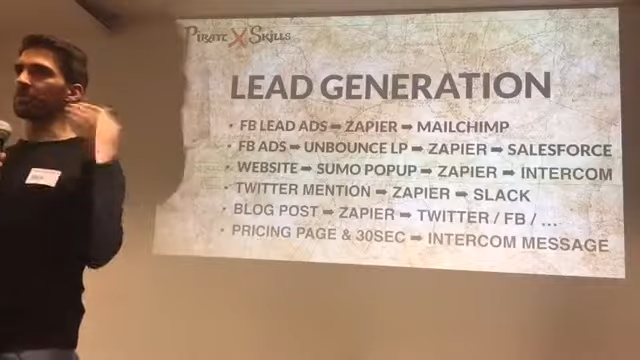 Pirate X Skills
LEAD GENERATION
• FB LEAD ADS ➡ ZAPIER ➡ MAILCHIMP
• FB ADS ➡ UNBOUNCE LP ➡ ZAPIER ➡ SALESFORCE
• WEBSITE ➡ SUMO POPUP ➡ ZAPIER ➡ INTERCOM
• TWITTER MENTION ➡ ZAPIER ➡ SLACK
• BLOG POST ➡ ZAPIER ➡ TWITTER / FB / ...
• PRICING PAGE & 30SEC ➡ INTERCOM MESSAGE